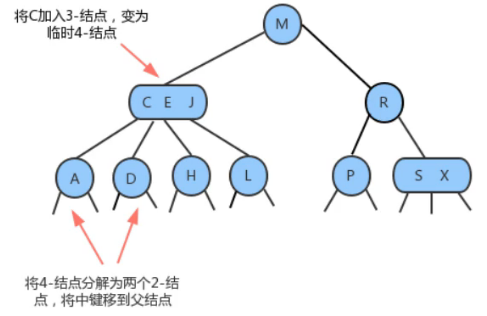 将C加入3-结点，变为
临时4-结点
M
C E J
R
A
D
H
L
P
S X
将4-结点分解为两个2-结
点，将中键移到父结点